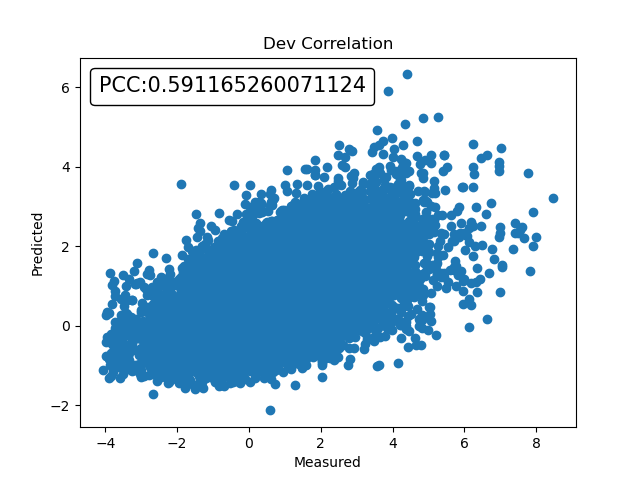 Dev Correlation
PCC:0.591165260071124
6
4
2
0
−2
Predicted
−4 −2 0 2 4 6 8
Measured